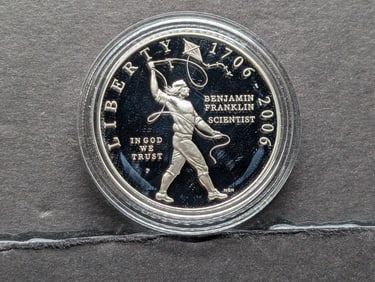 LIBERTY 1706-2006
BENJAMIN
FRANKLIN
SCIENTIST
IN GOD
WE
TRUST
P